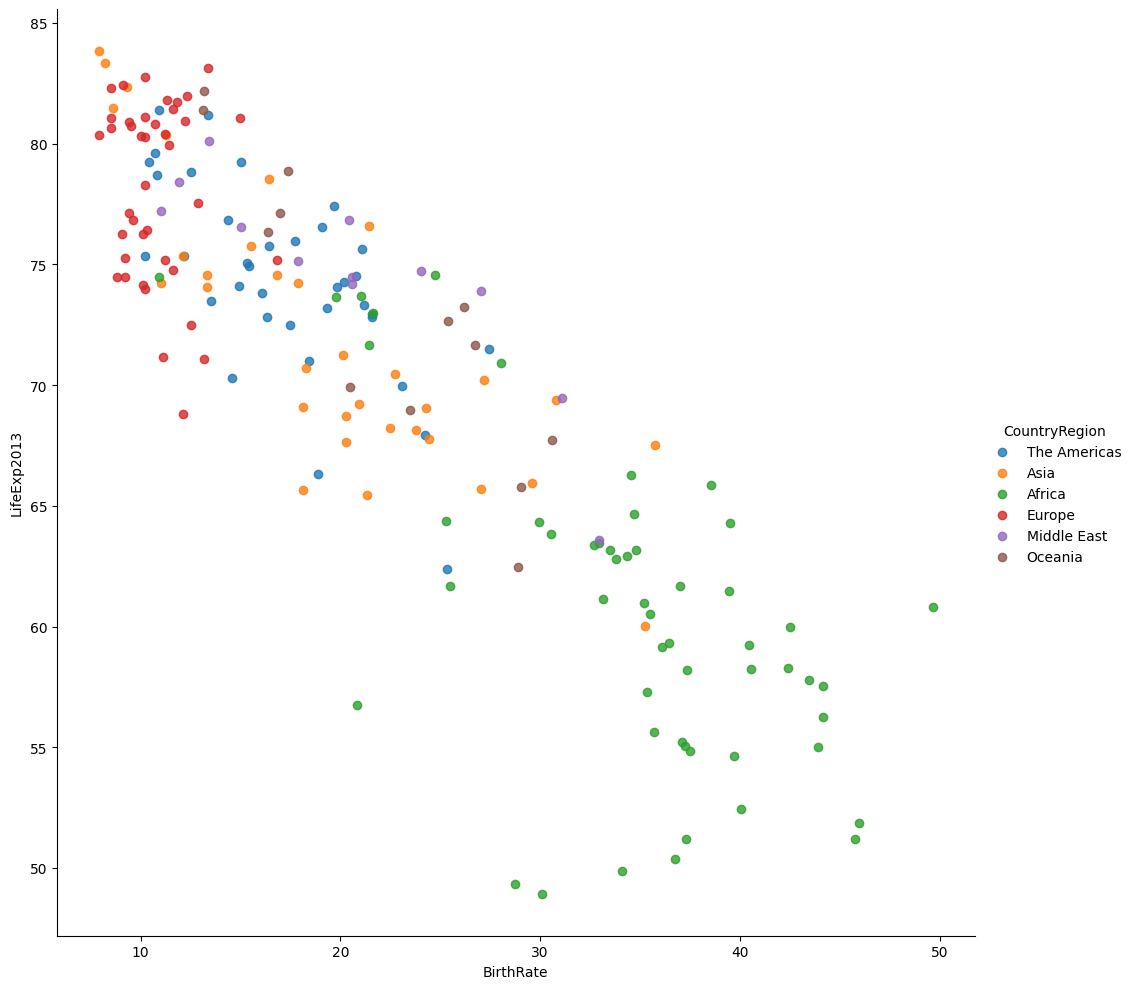 85
80
75
70
65
60
55
50
LifeExp2013
10 20 30 40 50
BirthRate
CountryRegion
The Americas
Asia
Africa
Europe
Middle East
Oceania